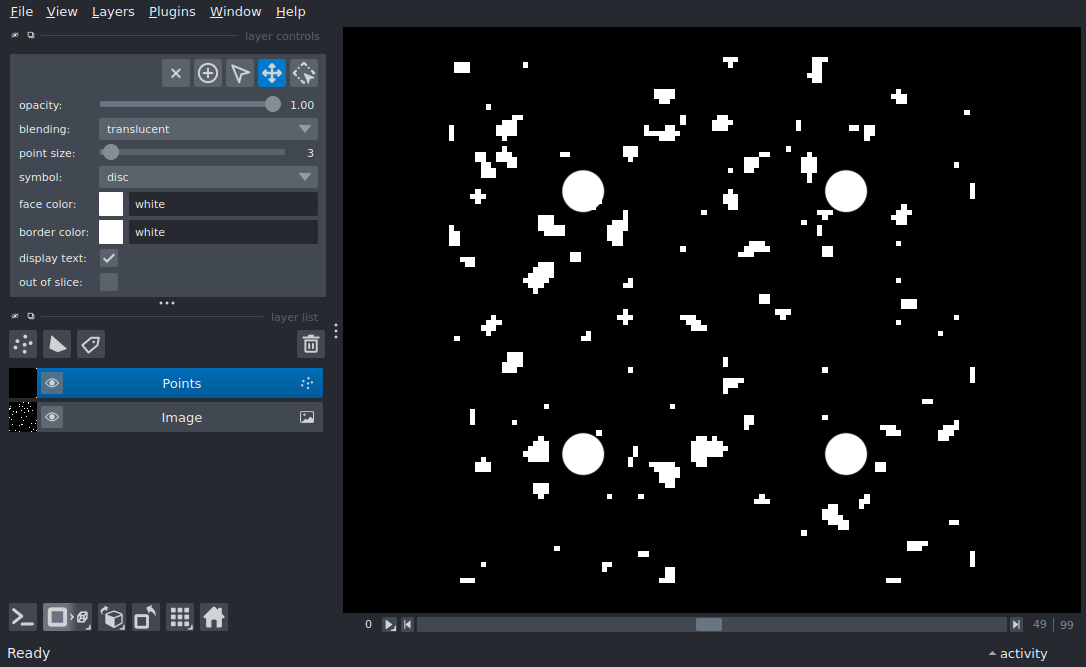 File View Layers Plugins Window Help
layer controls
opacity: 1.00
blending: translucent
point size: 3
symbol: disc
face color: white
border color: white
display text:
out of slice:
layer list
Points
Image
0 49 | 99
Ready activity